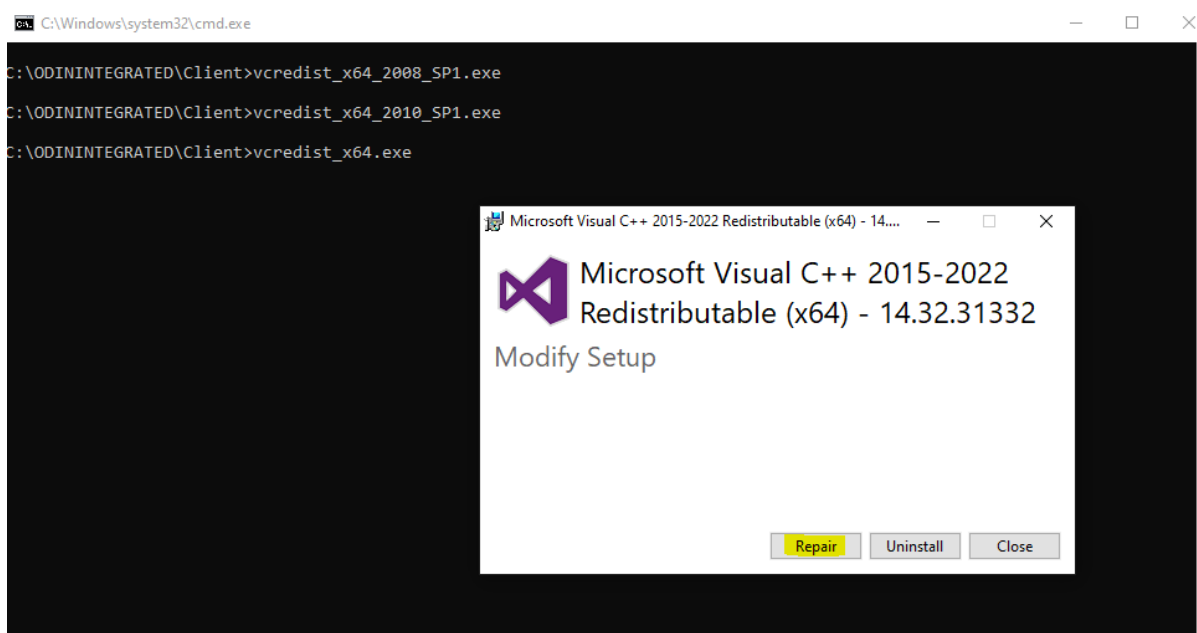 C:\Windows\system32\cmd.exe
C:\ODININTEGRATED\Client>vcredist_x64_2008_SP1.exe
C:\ODININTEGRATED\Client>vcredist_x64_2010_SP1.exe
C:\ODININTEGRATED\Client>vcredist_x64.exe
Microsoft Visual C++ 2015-2022 Redistributable (x64) - 14....
Microsoft Visual C++ 2015-2022
Redistributable (x64) - 14.32.31332
Modify Setup
Repair Uninstall Close